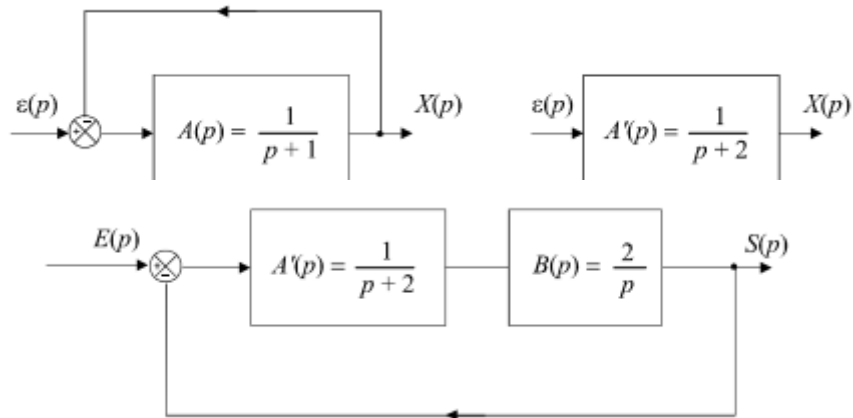 ε(p)
+
−
A(p) = 1/(p + 1)
X(p)
ε(p)
A'(p) = 1/(p + 2)
X(p)
E(p)
+
−
A'(p) = 1/(p + 2)
B(p) = 2/p
S(p)